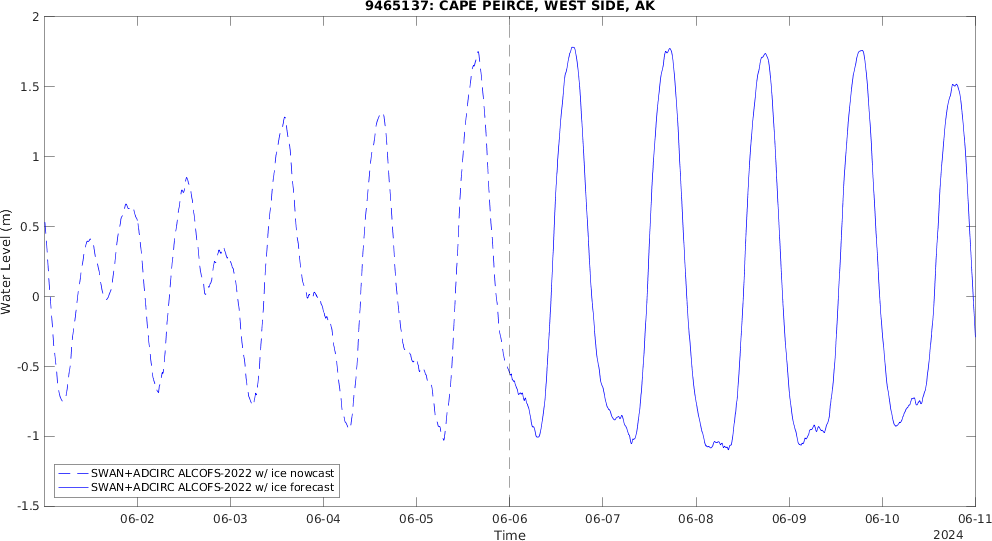 9465137: CAPE PEIRCE, WEST SIDE, AK
2
1.5
1
0.5
0
-0.5
-1
-1.5
Water Level (m)
SWAN+ADCIRC ALCOFS-2022 w/ ice nowcast
SWAN+ADCIRC ALCOFS-2022 w/ ice forecast
06-02 06-03 06-04 06-05 06-06 06-07 06-08 06-09 06-10 06-11
Time
2024